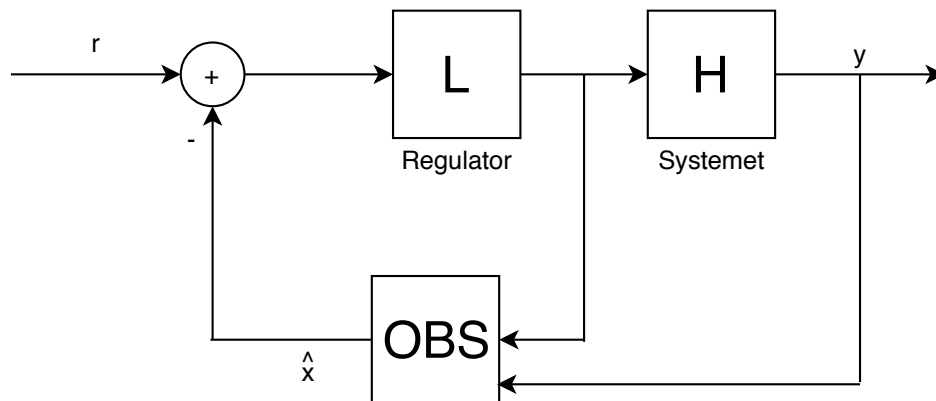 r
+
-
L
Regulator
H
Systemet
y
OBS
x̂